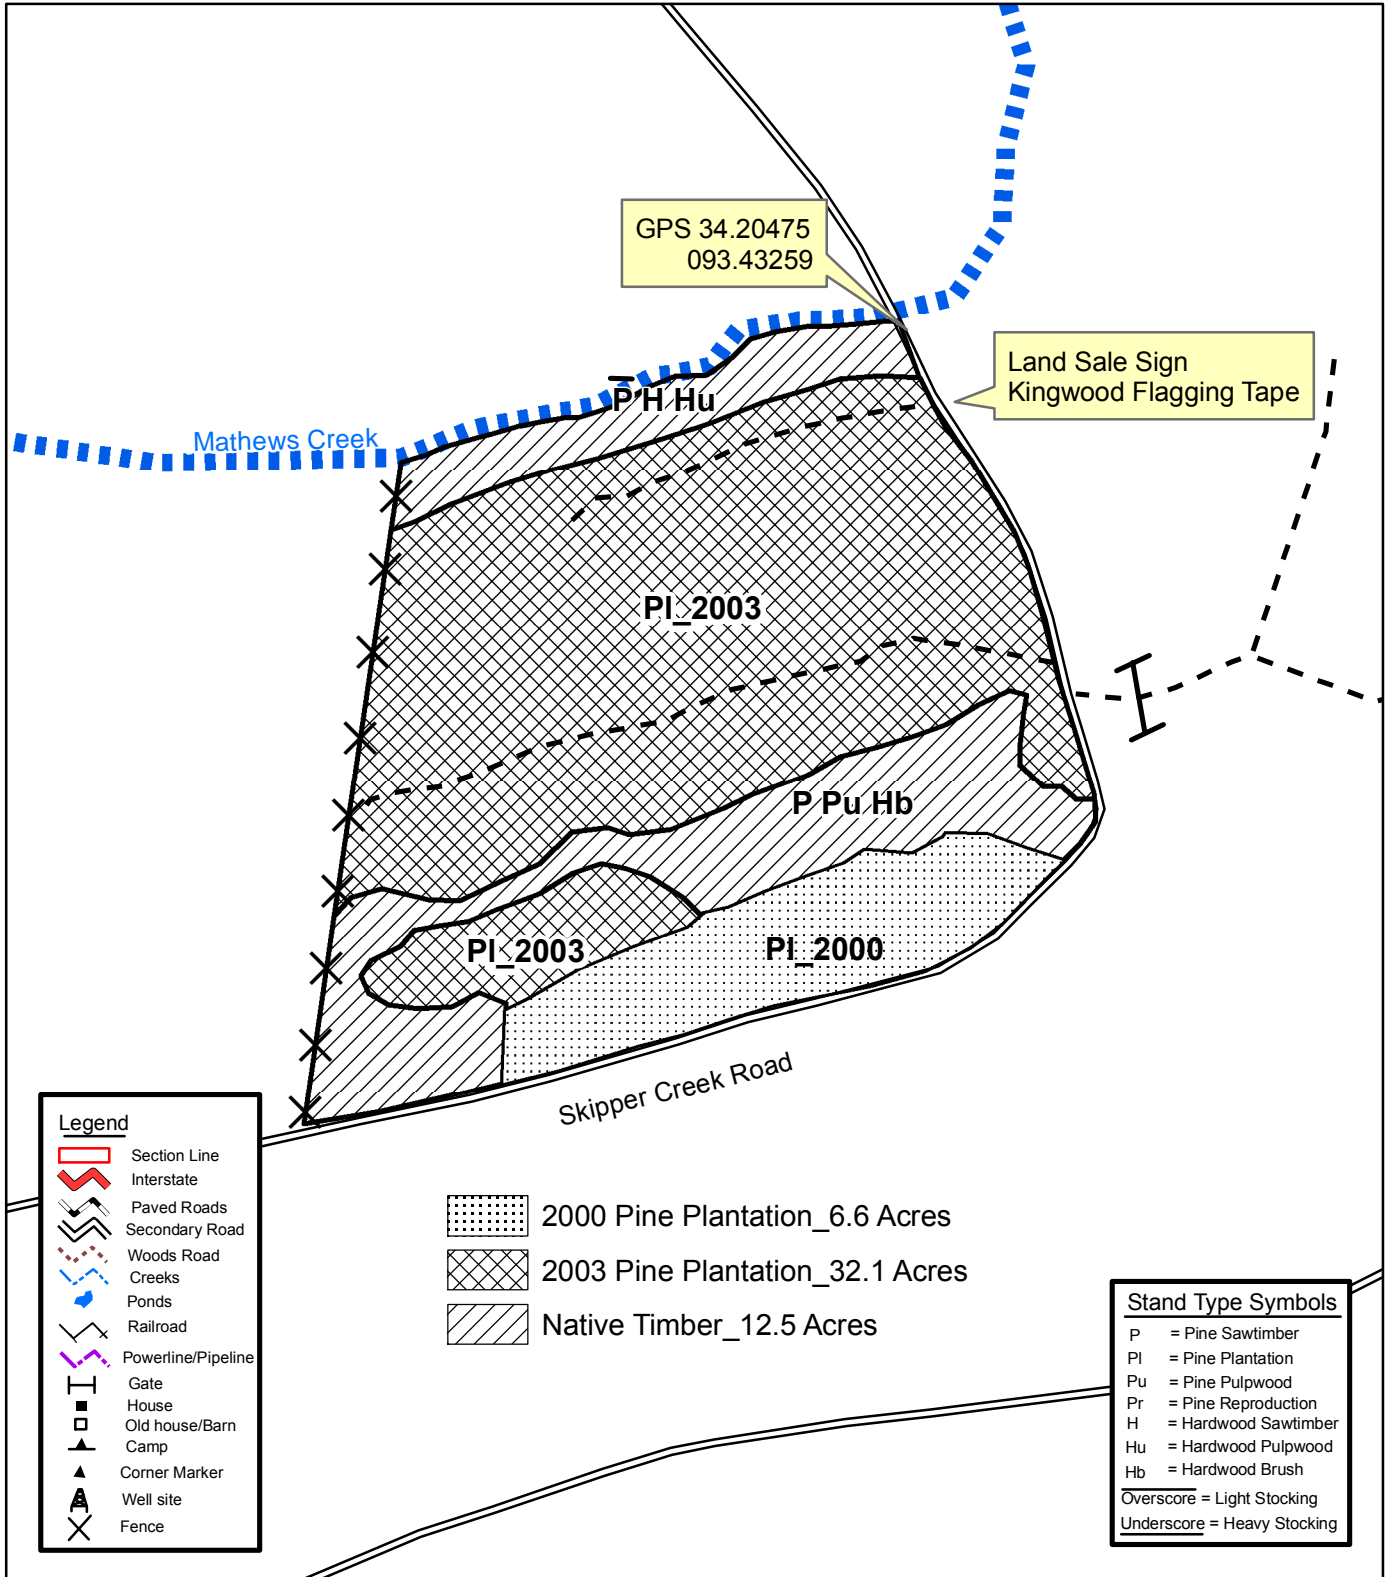 GPS 34.20475
093.43259
Land Sale Sign
Kingwood Flagging Tape
Mathews Creek
P H Hu
Pl_2003
P Pu Hb
Pl_2003
Pl_2000
Skipper Creek Road
2000 Pine Plantation_6.6 Acres
2003 Pine Plantation_32.1 Acres
Native Timber_12.5 Acres
Legend
Section Line
Interstate
Paved Roads
Secondary Road
Woods Road
Creeks
Ponds
Railroad
Powerline/Pipeline
Gate
House
Old house/Barn
Camp
Corner Marker
Well site
Fence
Stand Type Symbols
P = Pine Sawtimber
Pl = Pine Plantation
Pu = Pine Pulpwood
Pr = Pine Reproduction
H = Hardwood Sawtimber
Hu = Hardwood Pulpwood
Hb = Hardwood Brush
Overscore = Light Stocking
Underscore = Heavy Stocking